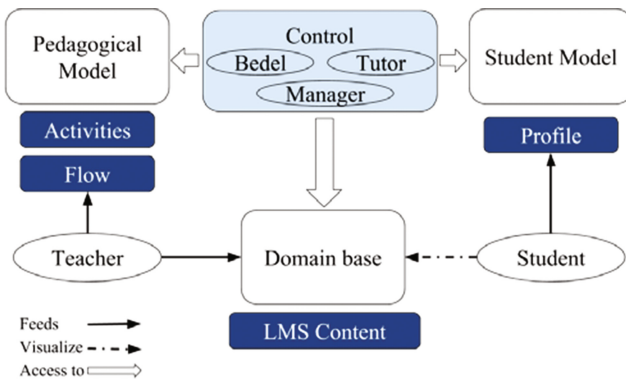 Pedagogical
Model
Control
Bedel
Tutor
Manager
Student Model
Activities
Flow
Profile
Teacher
Domain base
Student
LMS Content
Feeds
Visualize
Access to